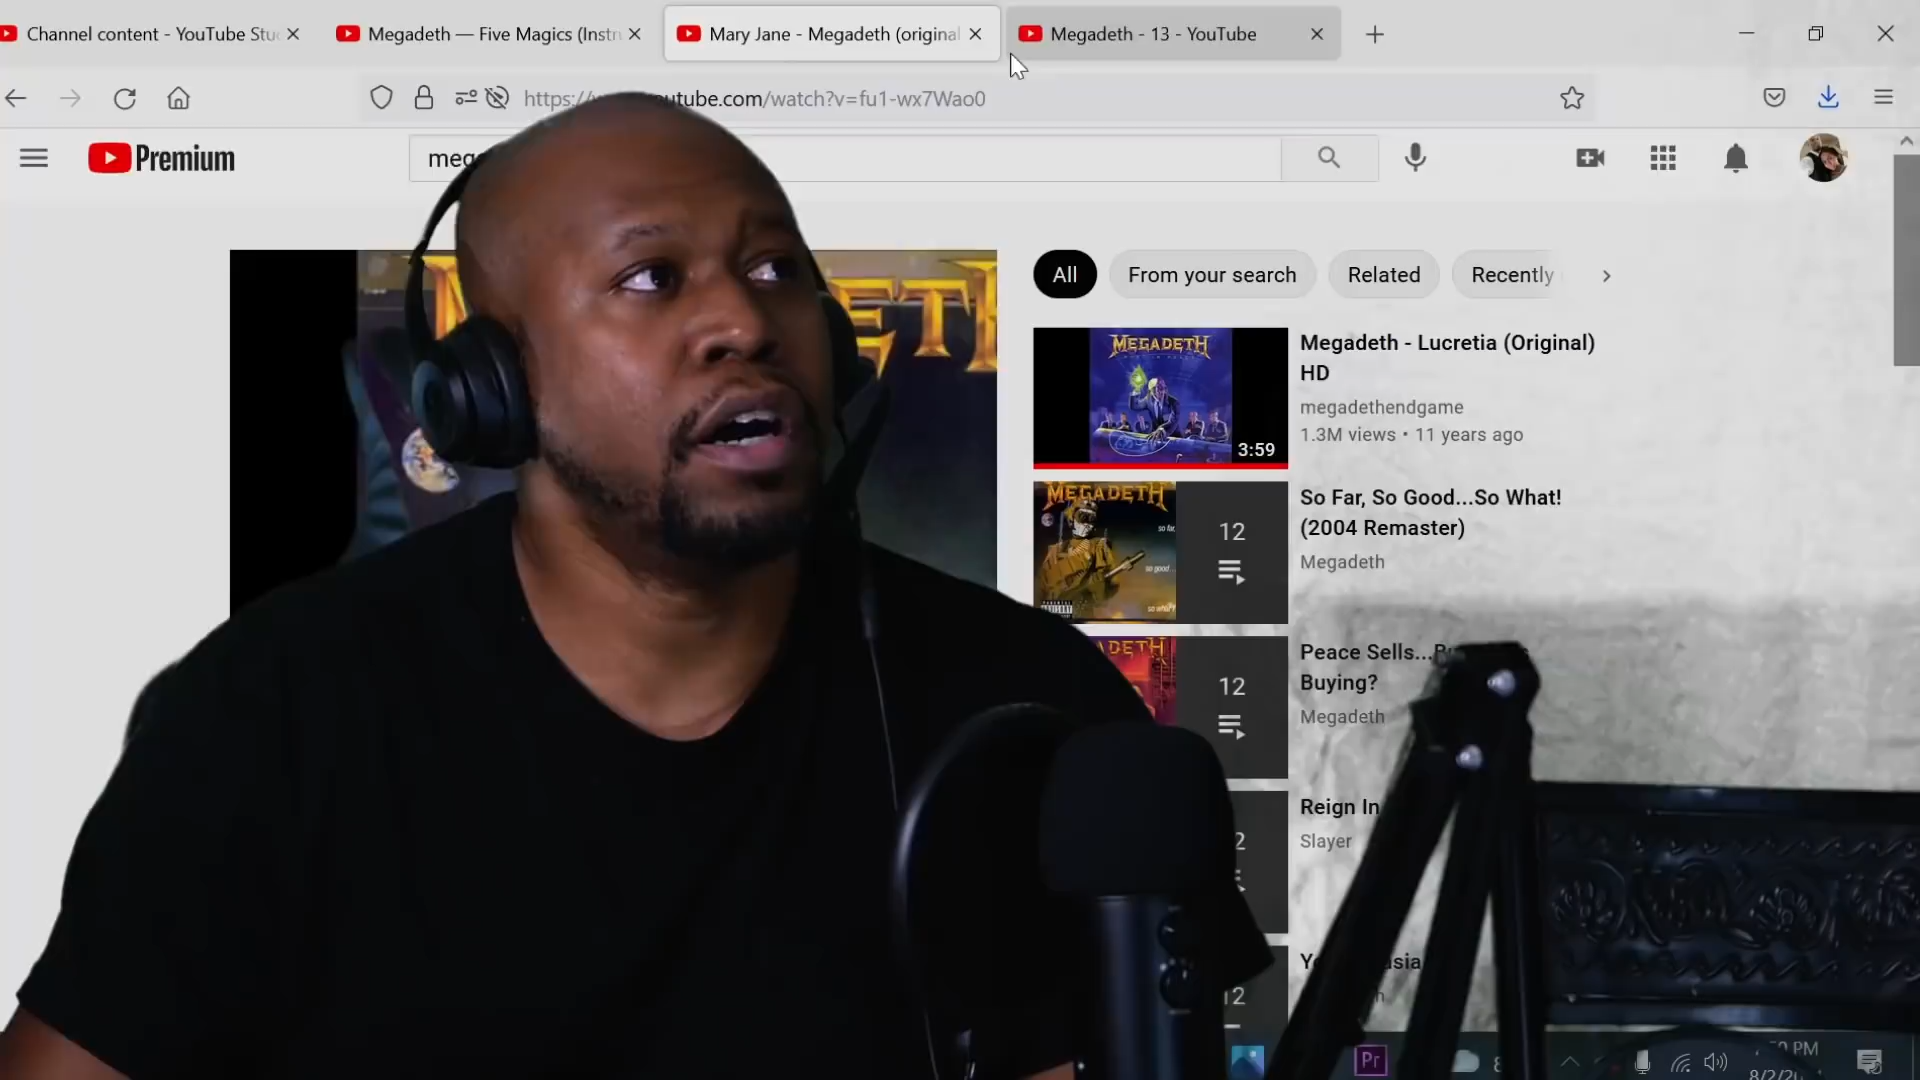 Channel content - YouTube Stu
Megadeth — Five Magics (Instru
Mary Jane - Megadeth (original
Megadeth - 13 - YouTube
utube.com/watch?v=fu1-wx7Wao0
Premium
All
From your search
Related
Recently
MEGADETH
3:59
Megadeth - Lucretia (Original)
HD
megadethendgame
1.3M views • 11 years ago
MEGADETH
12
So Far, So Good...So What!
(2004 Remaster)
Megadeth
12
Peace Sells...
Buying?
Megadeth
Reign In
Slayer
12
Pr
PM